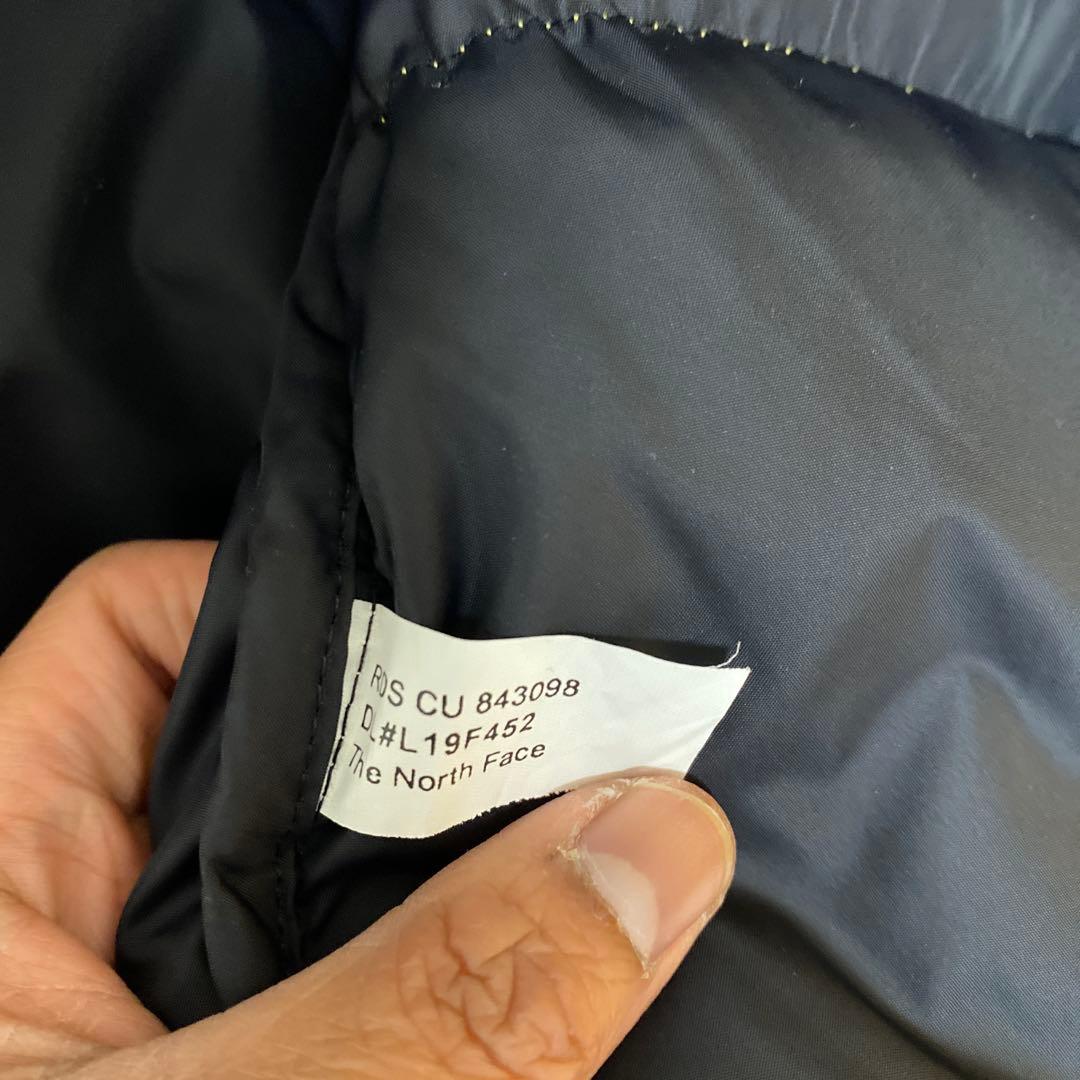 RDS CU 843098
DL#L19F452
The North Face